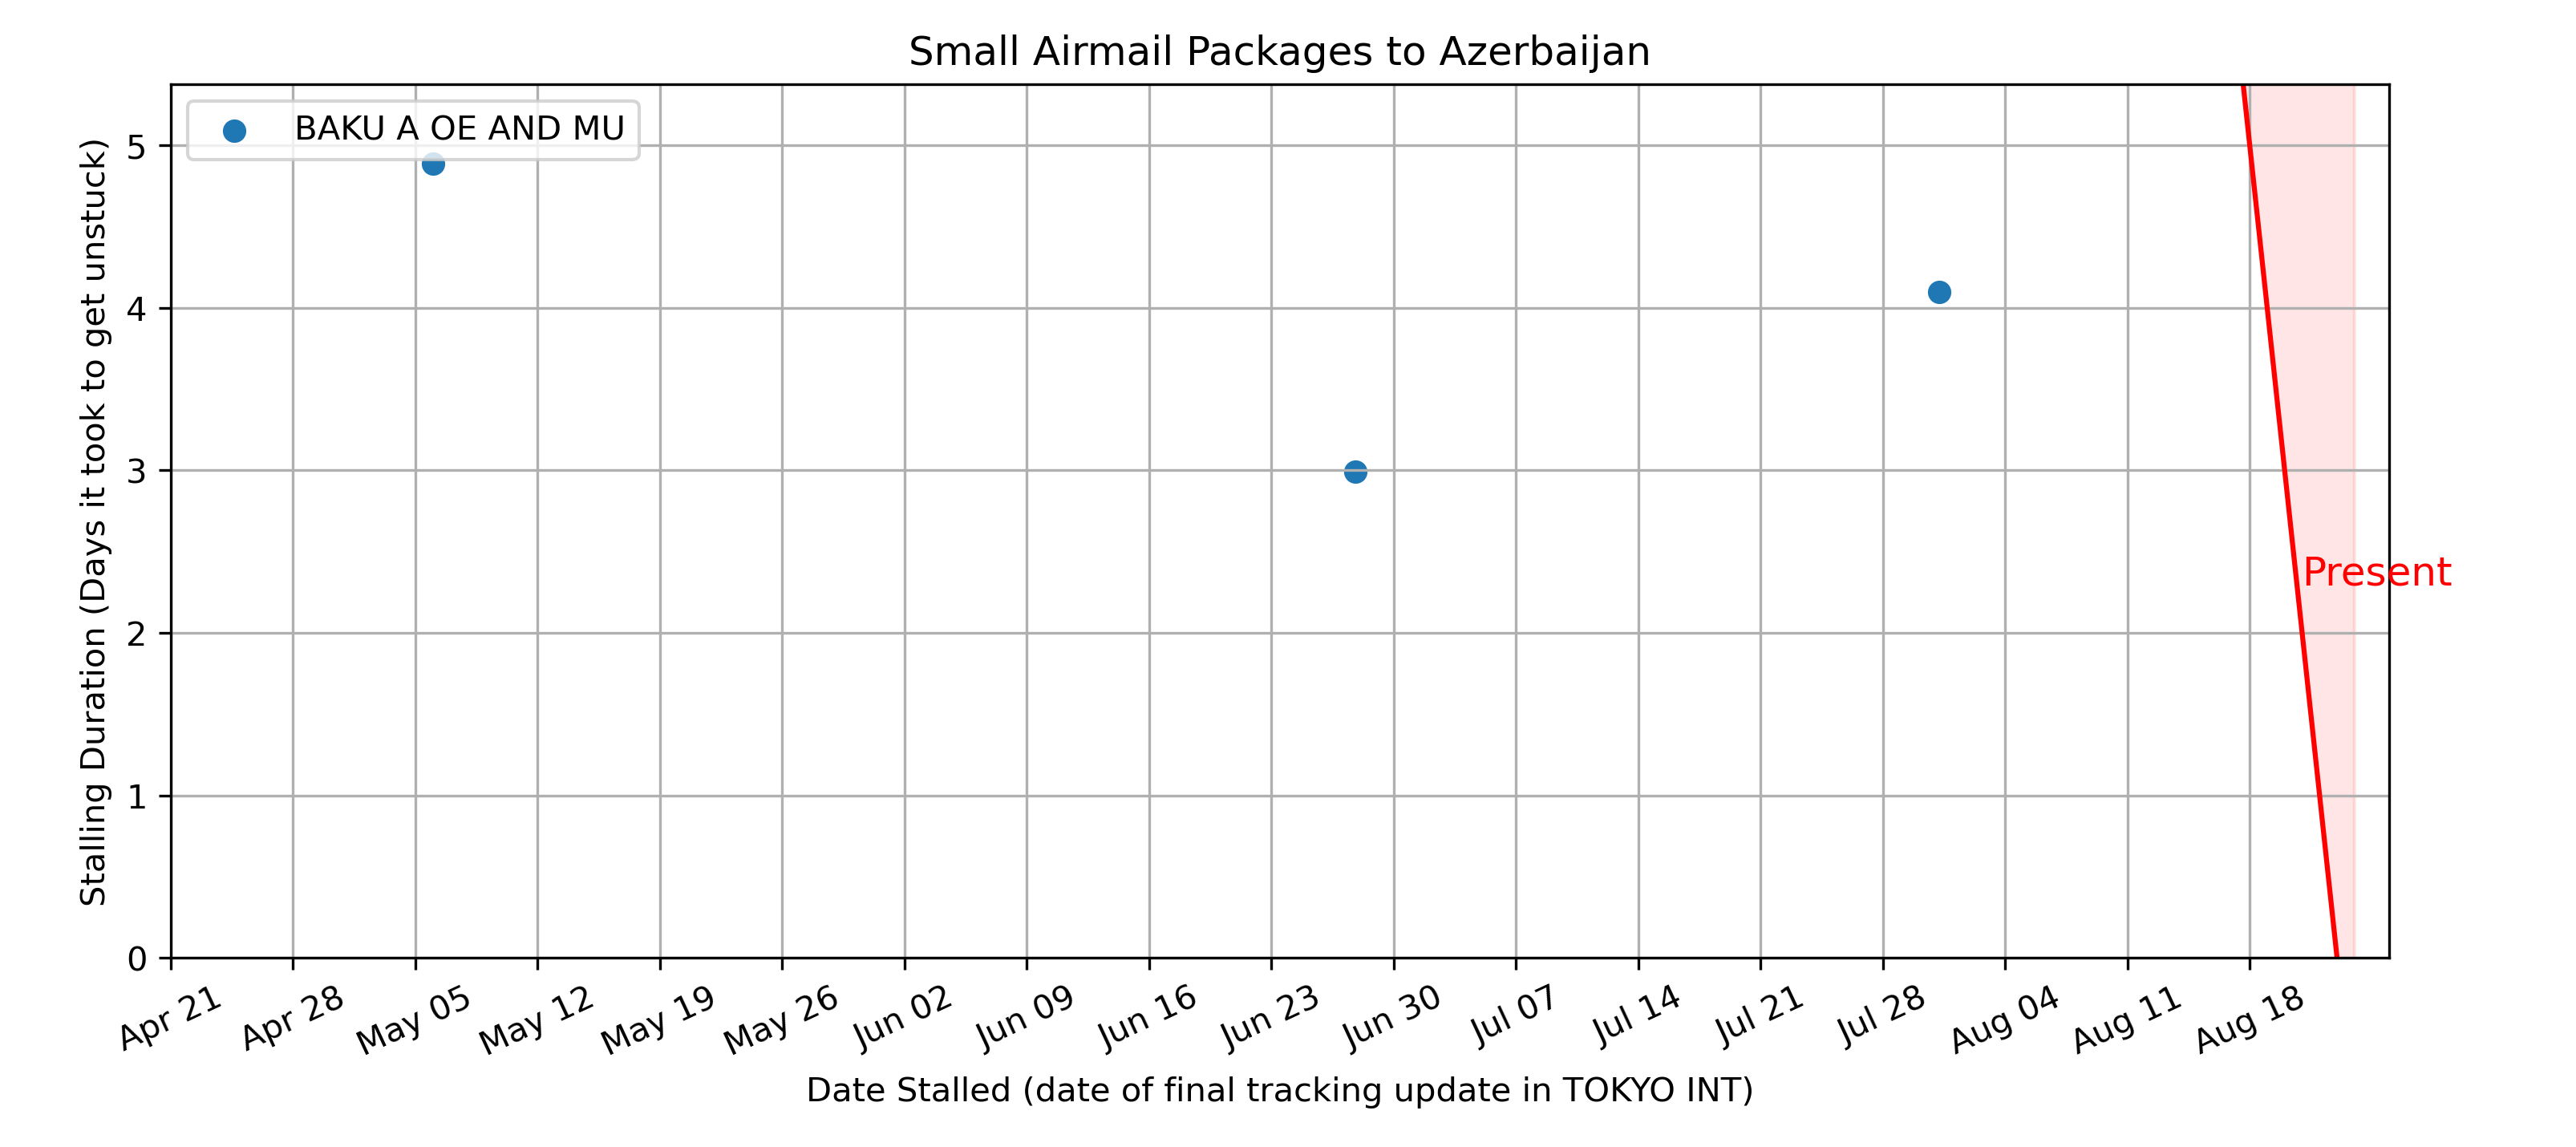 Small Airmail Packages to Azerbaijan
BAKU A OE AND MU
Stalling Duration (Days it took to get unstuck)
5
4
3
2
1
0
Present
Apr 21
Apr 28
May 05
May 12
May 19
May 26
Jun 02
Jun 09
Jun 16
Jun 23
Jun 30
Jul 07
Jul 14
Jul 21
Jul 28
Aug 04
Aug 11
Aug 18
Date Stalled (date of final tracking update in TOKYO INT)